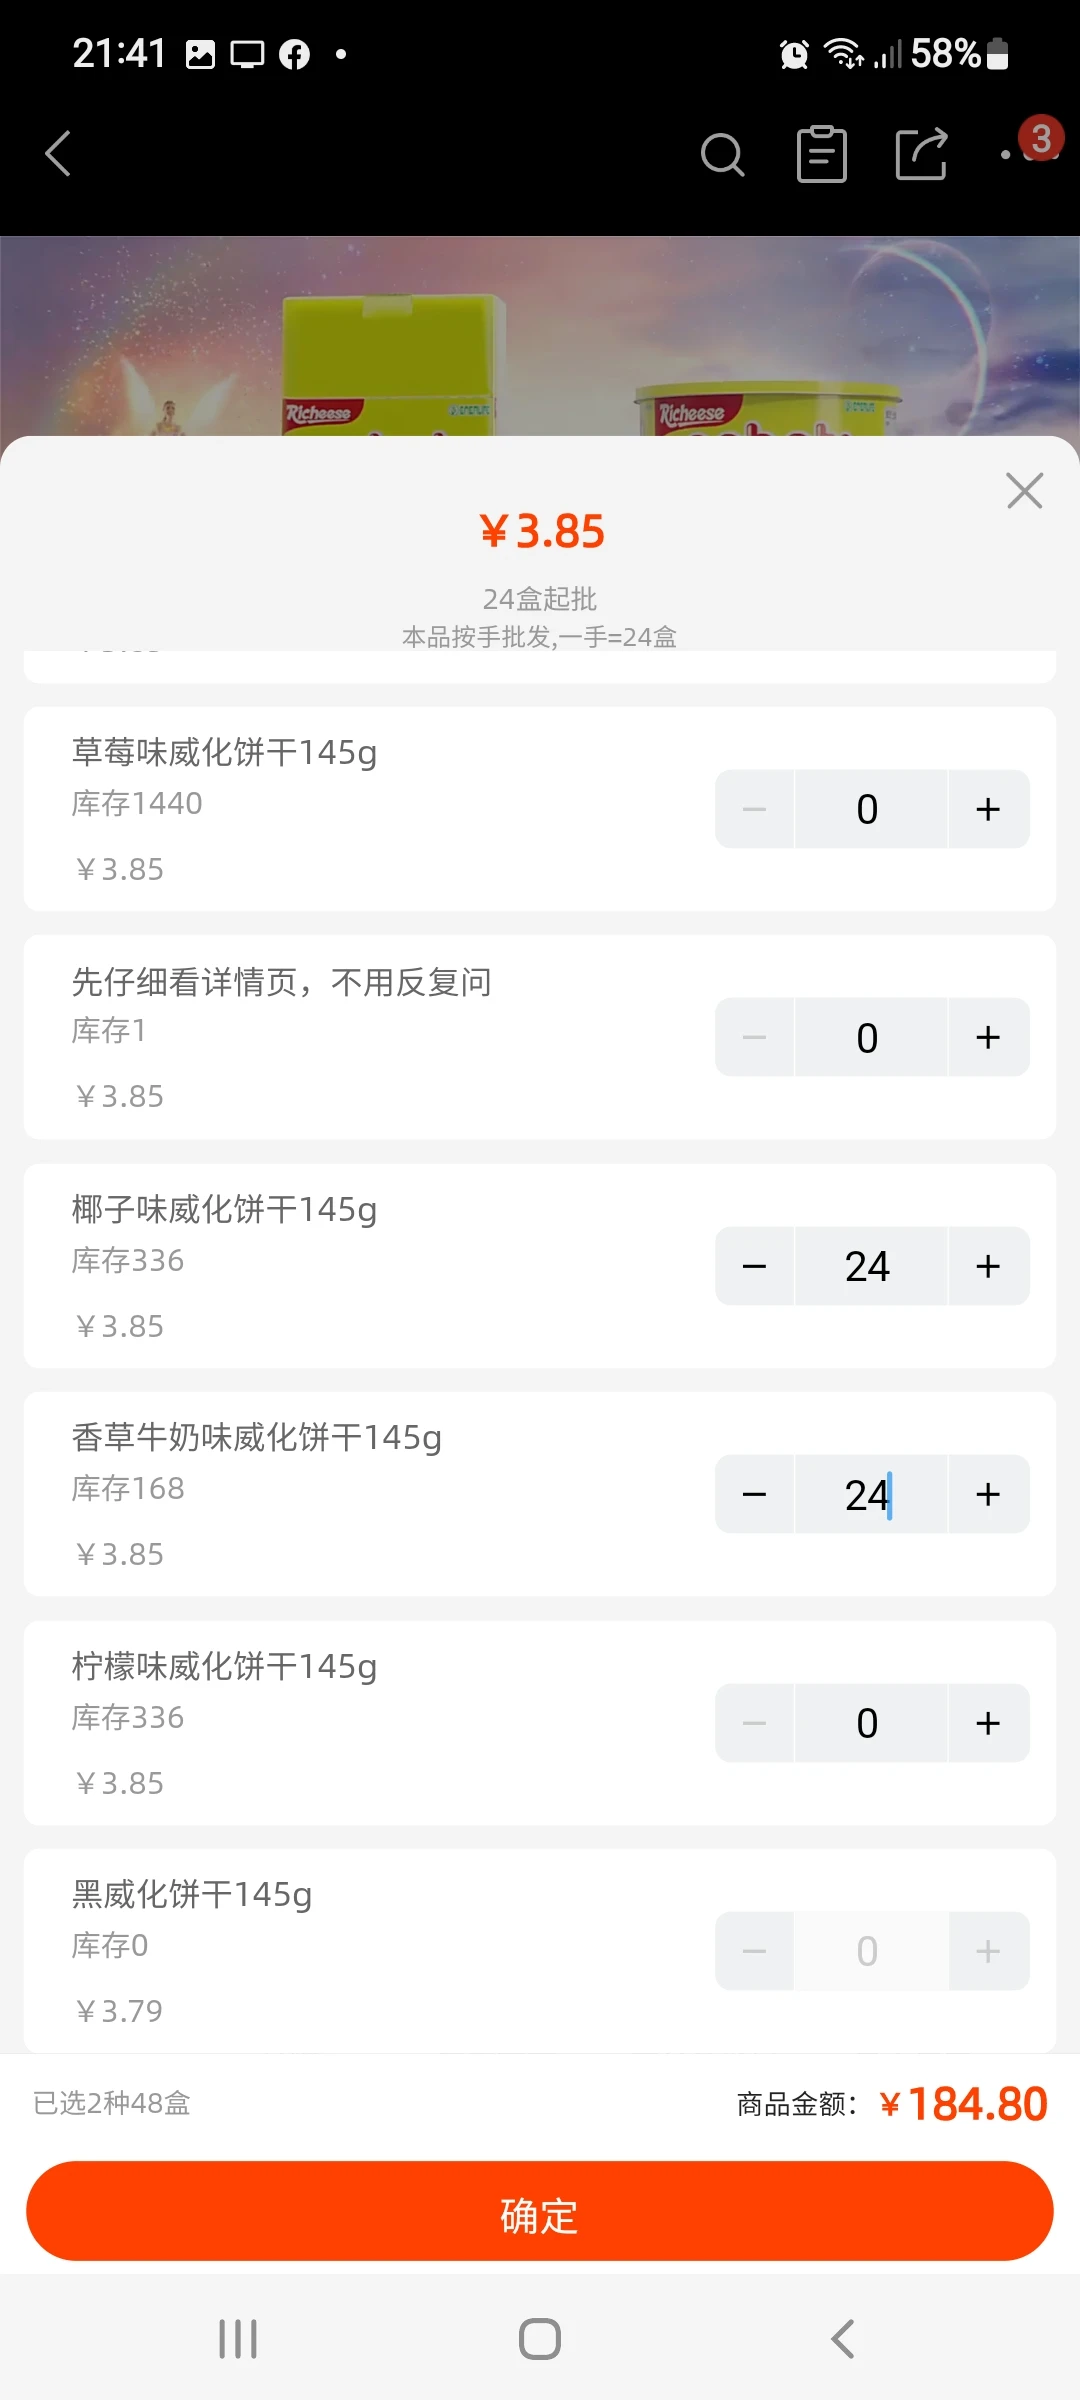 21:41
58%
3
Richeese
Richeese
￥3.85
24盒起批
本品按手批发,一手=24盒
草莓味威化饼干145g
库存1440
￥3.85
0
先仔细看详情页，不用反复问
库存1
￥3.85
0
椰子味威化饼干145g
库存336
￥3.85
24
香草牛奶味威化饼干145g
库存168
￥3.85
24
柠檬味威化饼干145g
库存336
￥3.85
0
黑威化饼干145g
库存0
￥3.79
0
已选2种48盒
商品金额：￥184.80
确定